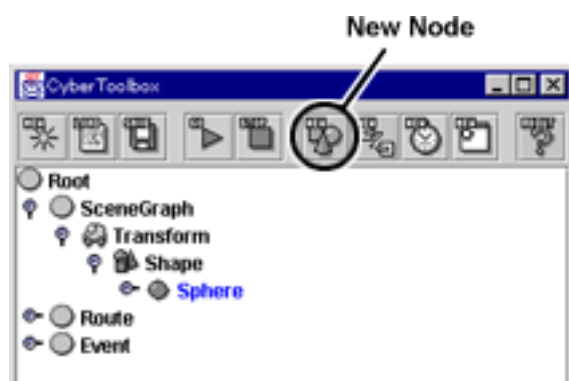 New Node
CyberToolbox
Root
SceneGraph
Transform
Shape
Sphere
Route
Event